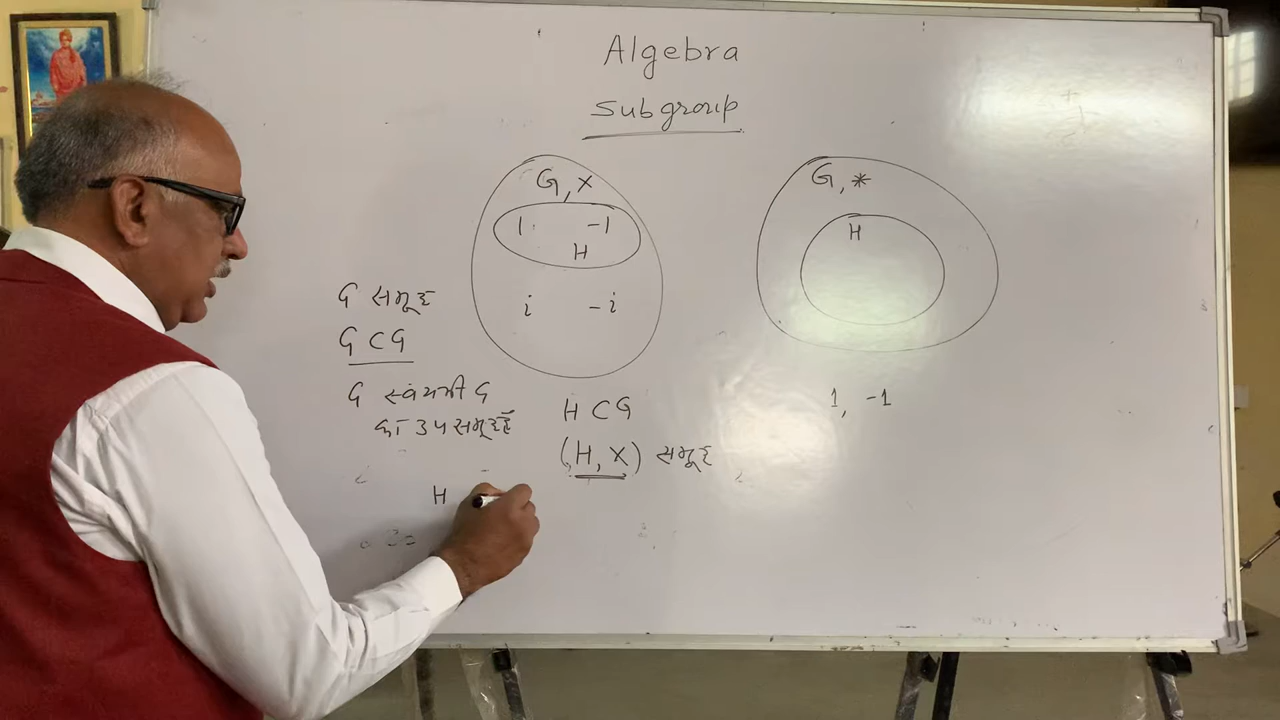 Algebra
Subgroup
G, ×
1. -1
H
i -i
G, *
H
G समूह
G ⊂ G
G स्वयं भी G
का उपसमूह है
H ⊂ G
(H, ×) समूह
1, -1
H